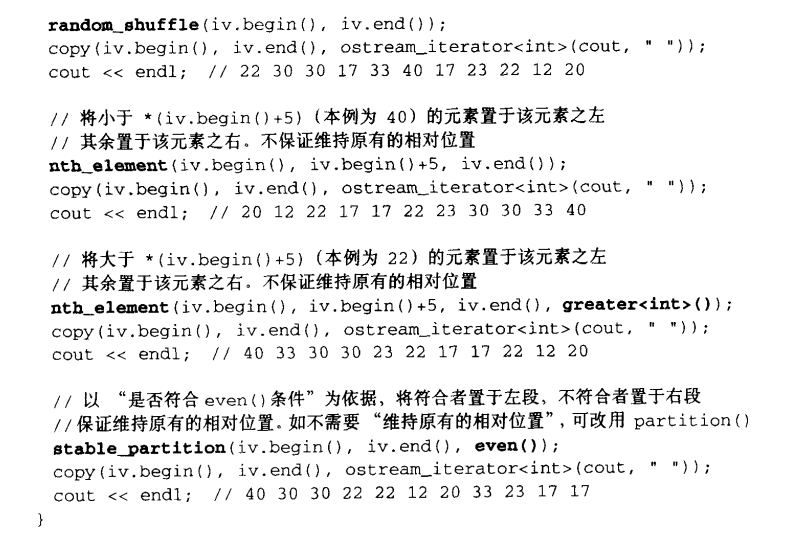 random_shuffle(iv.begin(), iv.end());
copy(iv.begin(), iv.end(), ostream_iterator<int>(cout, " "));
cout << endl; // 22 30 30 17 33 40 17 23 22 12 20
// 将小于 *(iv.begin()+5)（本例为 40）的元素置于该元素之左
// 其余置于该元素之右。不保证维持原有的相对位置
nth_element(iv.begin(), iv.begin()+5, iv.end());
copy(iv.begin(), iv.end(), ostream_iterator<int>(cout, " "));
cout << endl; // 20 12 22 17 17 22 23 30 30 33 40
// 将大于 *(iv.begin()+5)（本例为 22）的元素置于该元素之左
// 其余置于该元素之右。不保证维持原有的相对位置
nth_element(iv.begin(), iv.begin()+5, iv.end(), greater<int>());
copy(iv.begin(), iv.end(), ostream_iterator<int>(cout, " "));
cout << endl; // 40 33 30 30 23 22 17 17 22 12 20
// 以 “是否符合 even()条件”为依据，将符合者置于左段，不符合者置于右段
//保证维持原有的相对位置。如不需要 “维持原有的相对位置”，可改用 partition()
stable_partition(iv.begin(), iv.end(), even());
copy(iv.begin(), iv.end(), ostream_iterator<int>(cout, " "));
cout << endl; // 40 30 30 22 22 12 20 33 23 17 17
}